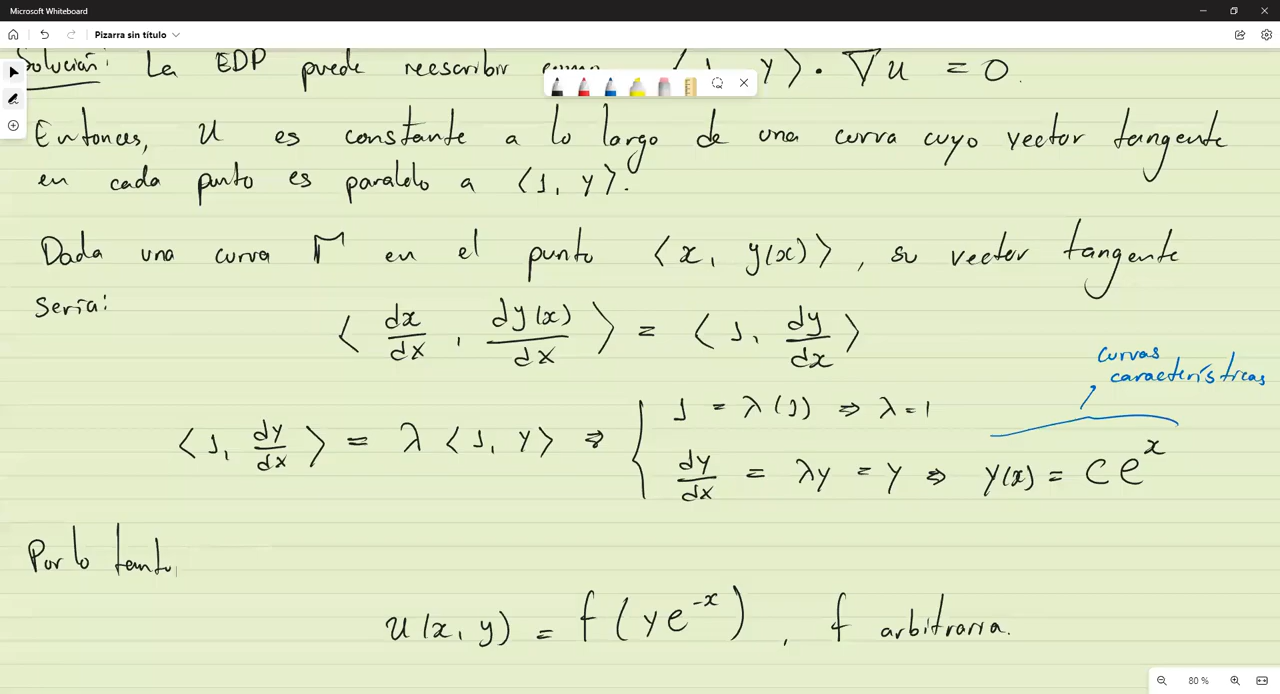 Microsoft Whiteboard
Pizarra sin título
Solución: La EDP puede reescribir como ⟨1, y⟩ · ∇u = 0.
Entonces, u es constante a lo largo de una curva cuyo vector tangente
en cada punto es paralelo a ⟨1, y⟩.
Dada una curva Γ en el punto ⟨x, y(x)⟩, su vector tangente
sería:
⟨dx/dx, dy(x)/dx⟩ = ⟨1, dy/dx⟩
curvas
características
⟨1, dy/dx⟩ = λ⟨1, y⟩ ⇒ { 1 = λ(1) ⇒ λ = 1
dy/dx = λy = y ⇒ y(x) = Ce^x
Por lo tanto,
u(x, y) = f(ye^{-x}), f arbitraria.
80 %